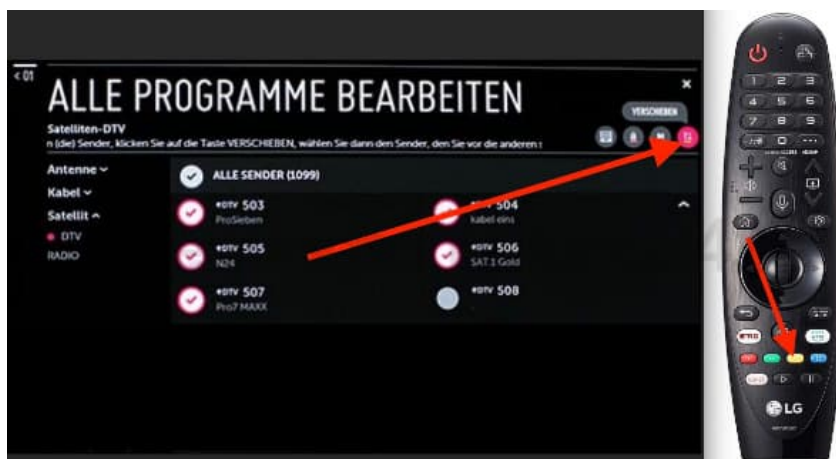 < 01
ALLE PROGRAMME BEARBEITEN
VERSCHIEBEN
Satelliten-DTV
n (die) Sender, klicken Sie auf die Taste VERSCHIEBEN, wählen Sie dann den Sender, den Sie vor die anderen s
Antenne
Kabel
Satellit
DTV
RADIO
ALLE SENDER (1099)
DTV 503
ProSieben
DTV 504
kabel eins
DTV 505
N24
DTV 506
SAT.1 Gold
DTV 507
Pro7 MAXX
DTV 508
1 2 3
4 5 6
7 8 9
0
LG